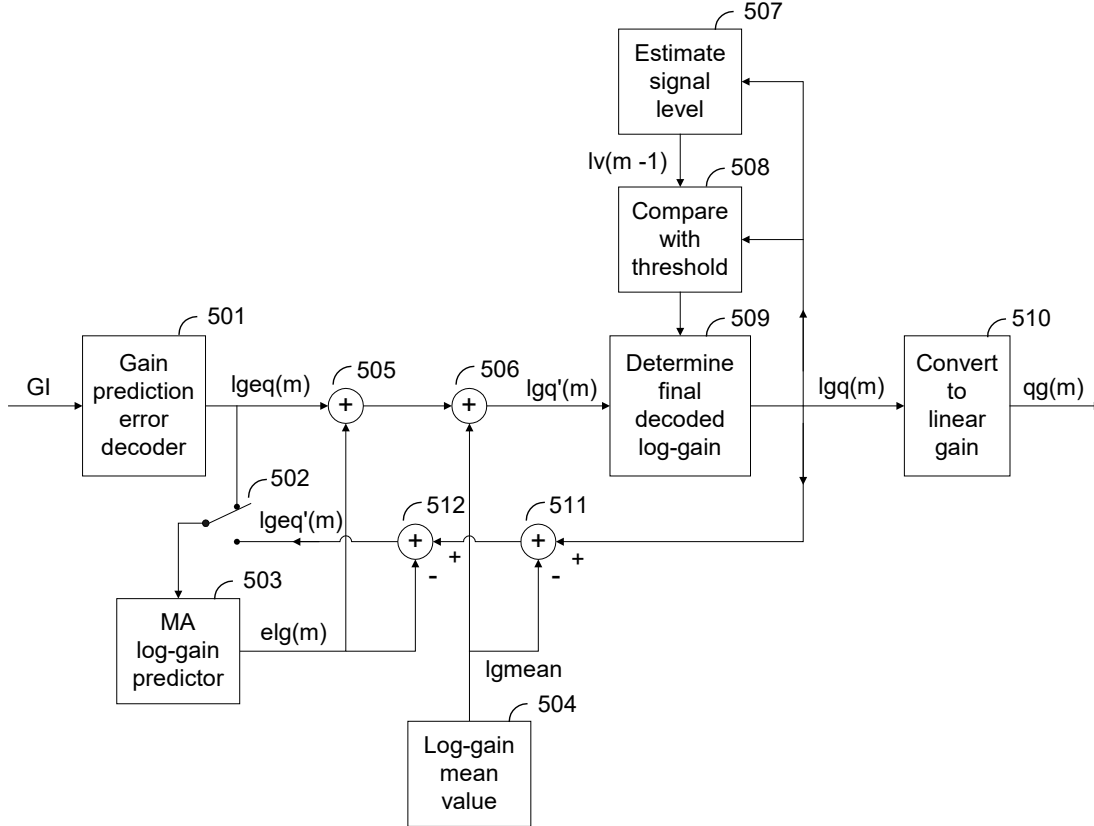 507
Estimate
signal
level
lv(m -1)
508
Compare
with
threshold
501
Gain
prediction
error
decoder
GI
lgeq(m)
505
506
lgq'(m)
509
Determine
final
decoded
log-gain
lgq(m)
510
Convert
to
linear
gain
qg(m)
+
+
502
lgeq'(m)
512
+
+
-
511
+
+
-
503
MA
log-gain
predictor
elg(m)
lgmean
504
Log-gain
mean
value